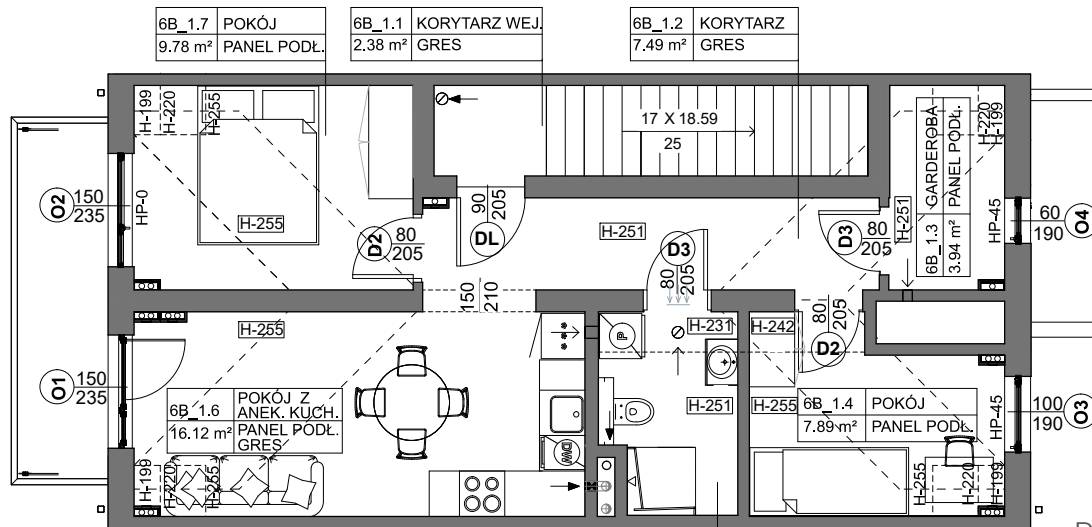 6B_1.7 POKÓJ
9.78 m² PANEL PODŁ.
6B_1.1 KORYTARZ WEJ.
2.38 m² GRES
6B_1.2 KORYTARZ
7.49 m² GRES
H-199
H-220
H-255
17 X 18.59
25
6B_1.3 GARDEROBA
3.94 m² PANEL PODŁ.
H-220
H-199
O2
150
235
HP-0
H-255
D2
80
205
DL
90
205
H-251
D3
80
205
D3
80
205
H-251
HP-45
60
190
O4
150
210
H-255
O1
150
235
6B_1.6 POKÓJ Z
ANEK. KUCH.
16.12 m² PANEL PODŁ.
GRES
P
H-231
H-242
80
205
D2
H-251
H-255
6B_1.4 POKÓJ
7.89 m² PANEL PODŁ.
HP-45
100
190
O3
DW
H-199
H-220
H-255
H-255
H-220
H-199